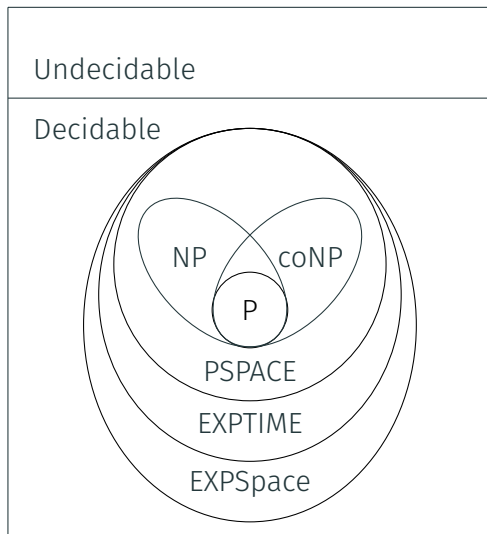 Undecidable
Decidable
NP coNP
P
PSPACE
EXPTIME
EXPSpace